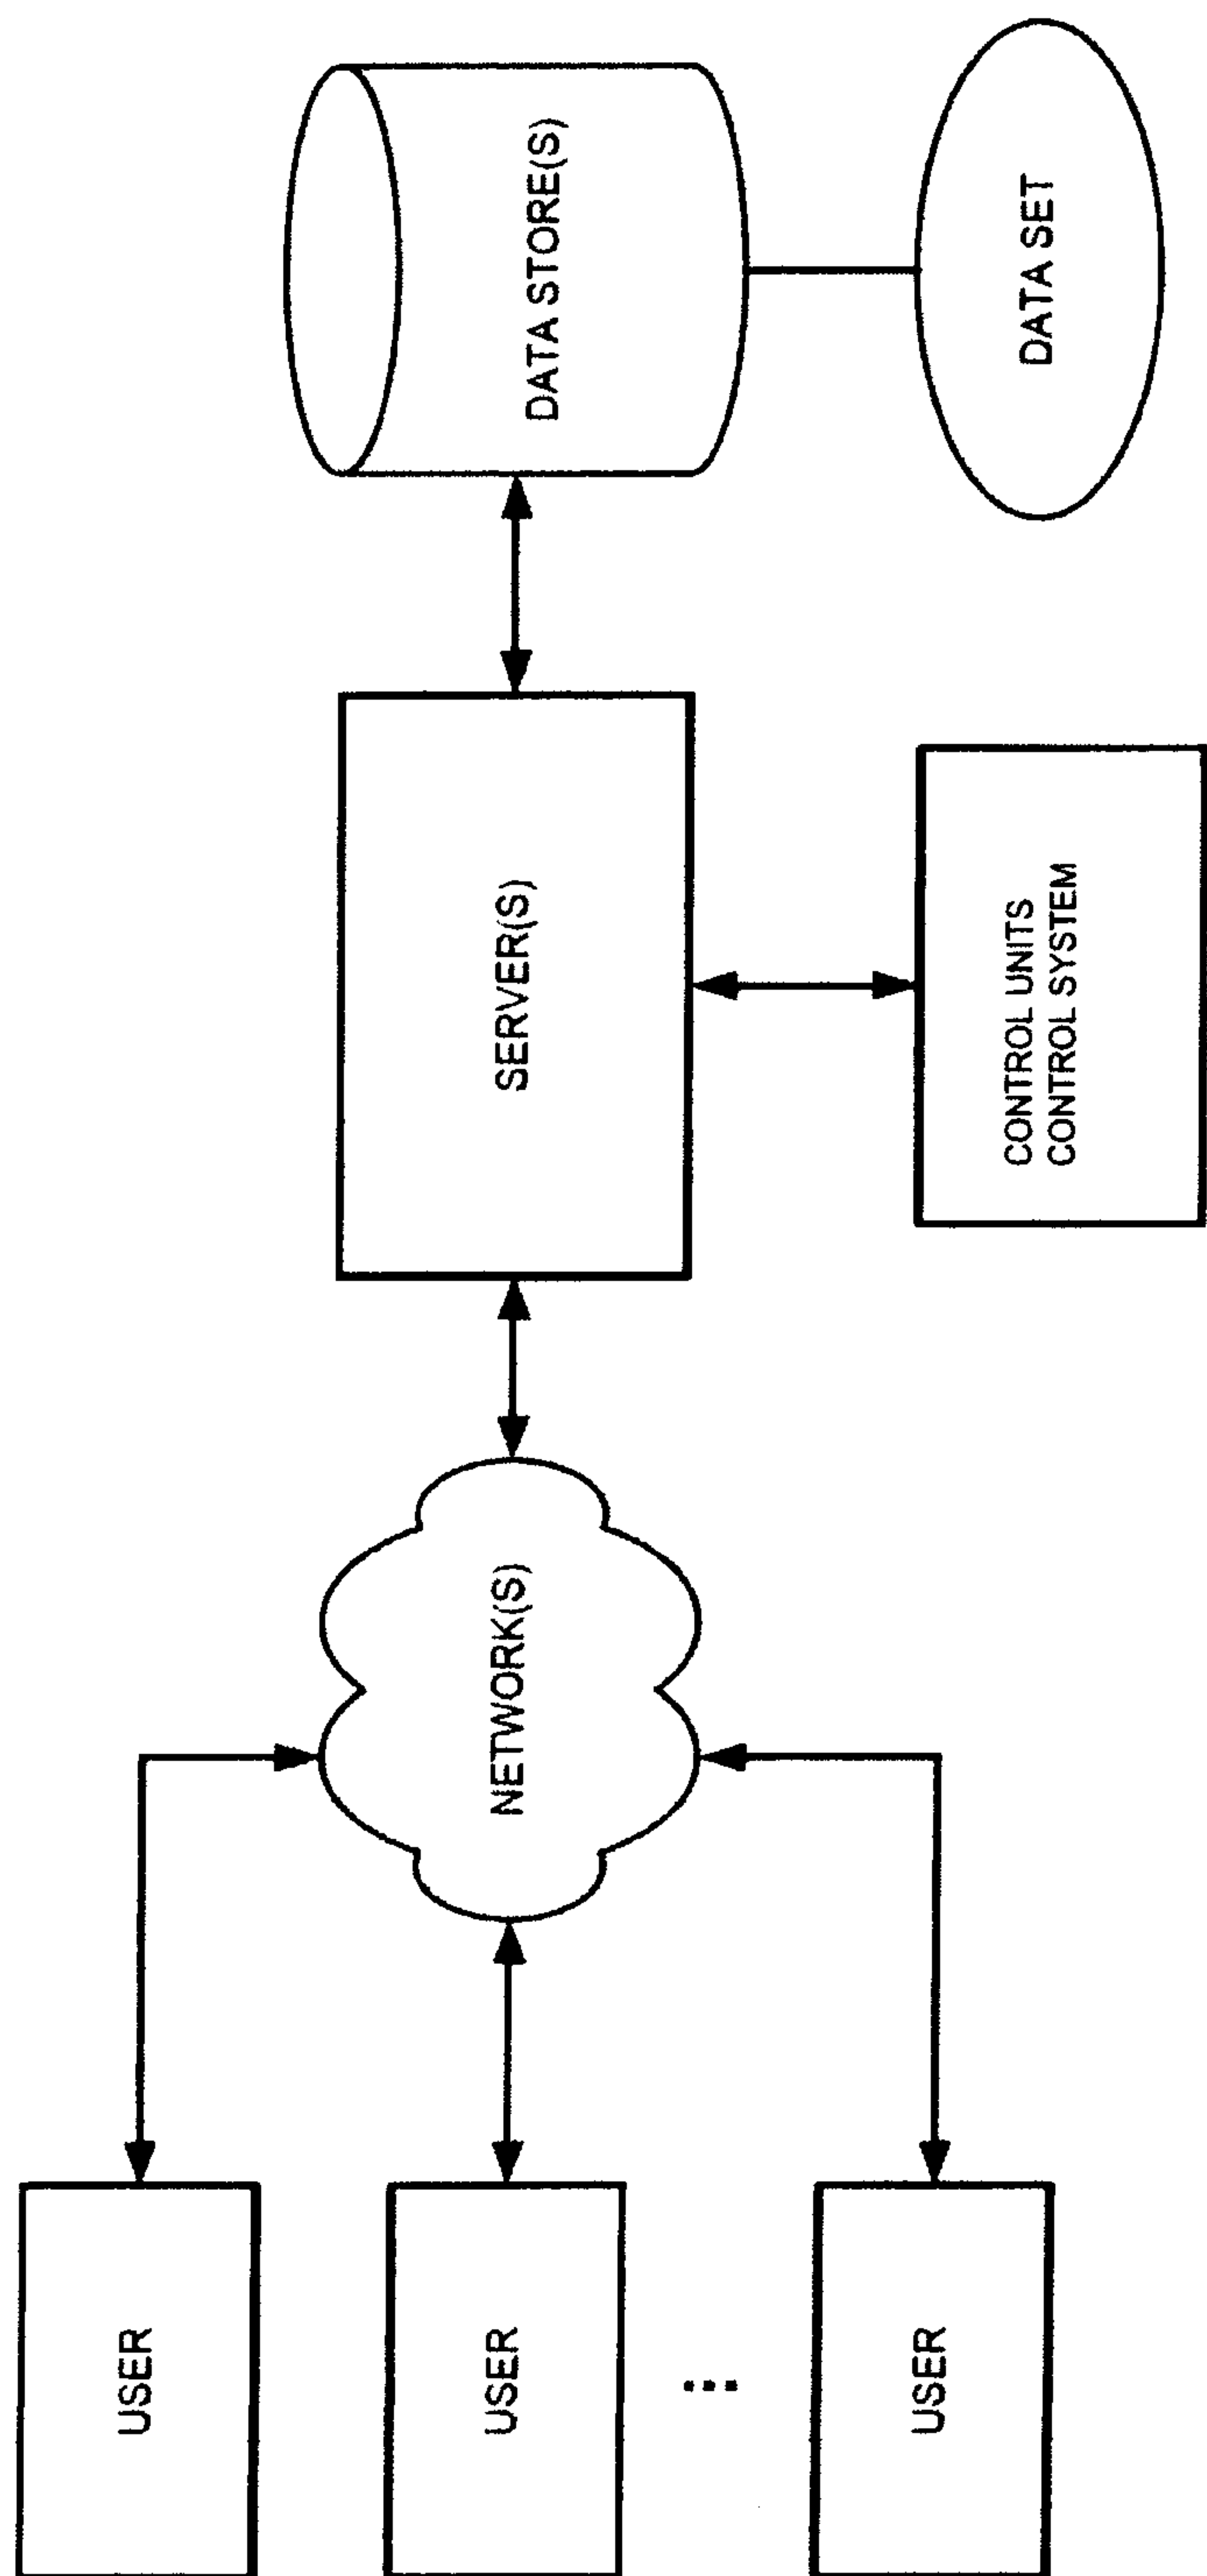 USER
USER
...
USER
NETWORK(S)
SERVER(S)
CONTROL UNITS
CONTROL SYSTEM
DATA STORE(S)
DATA SET